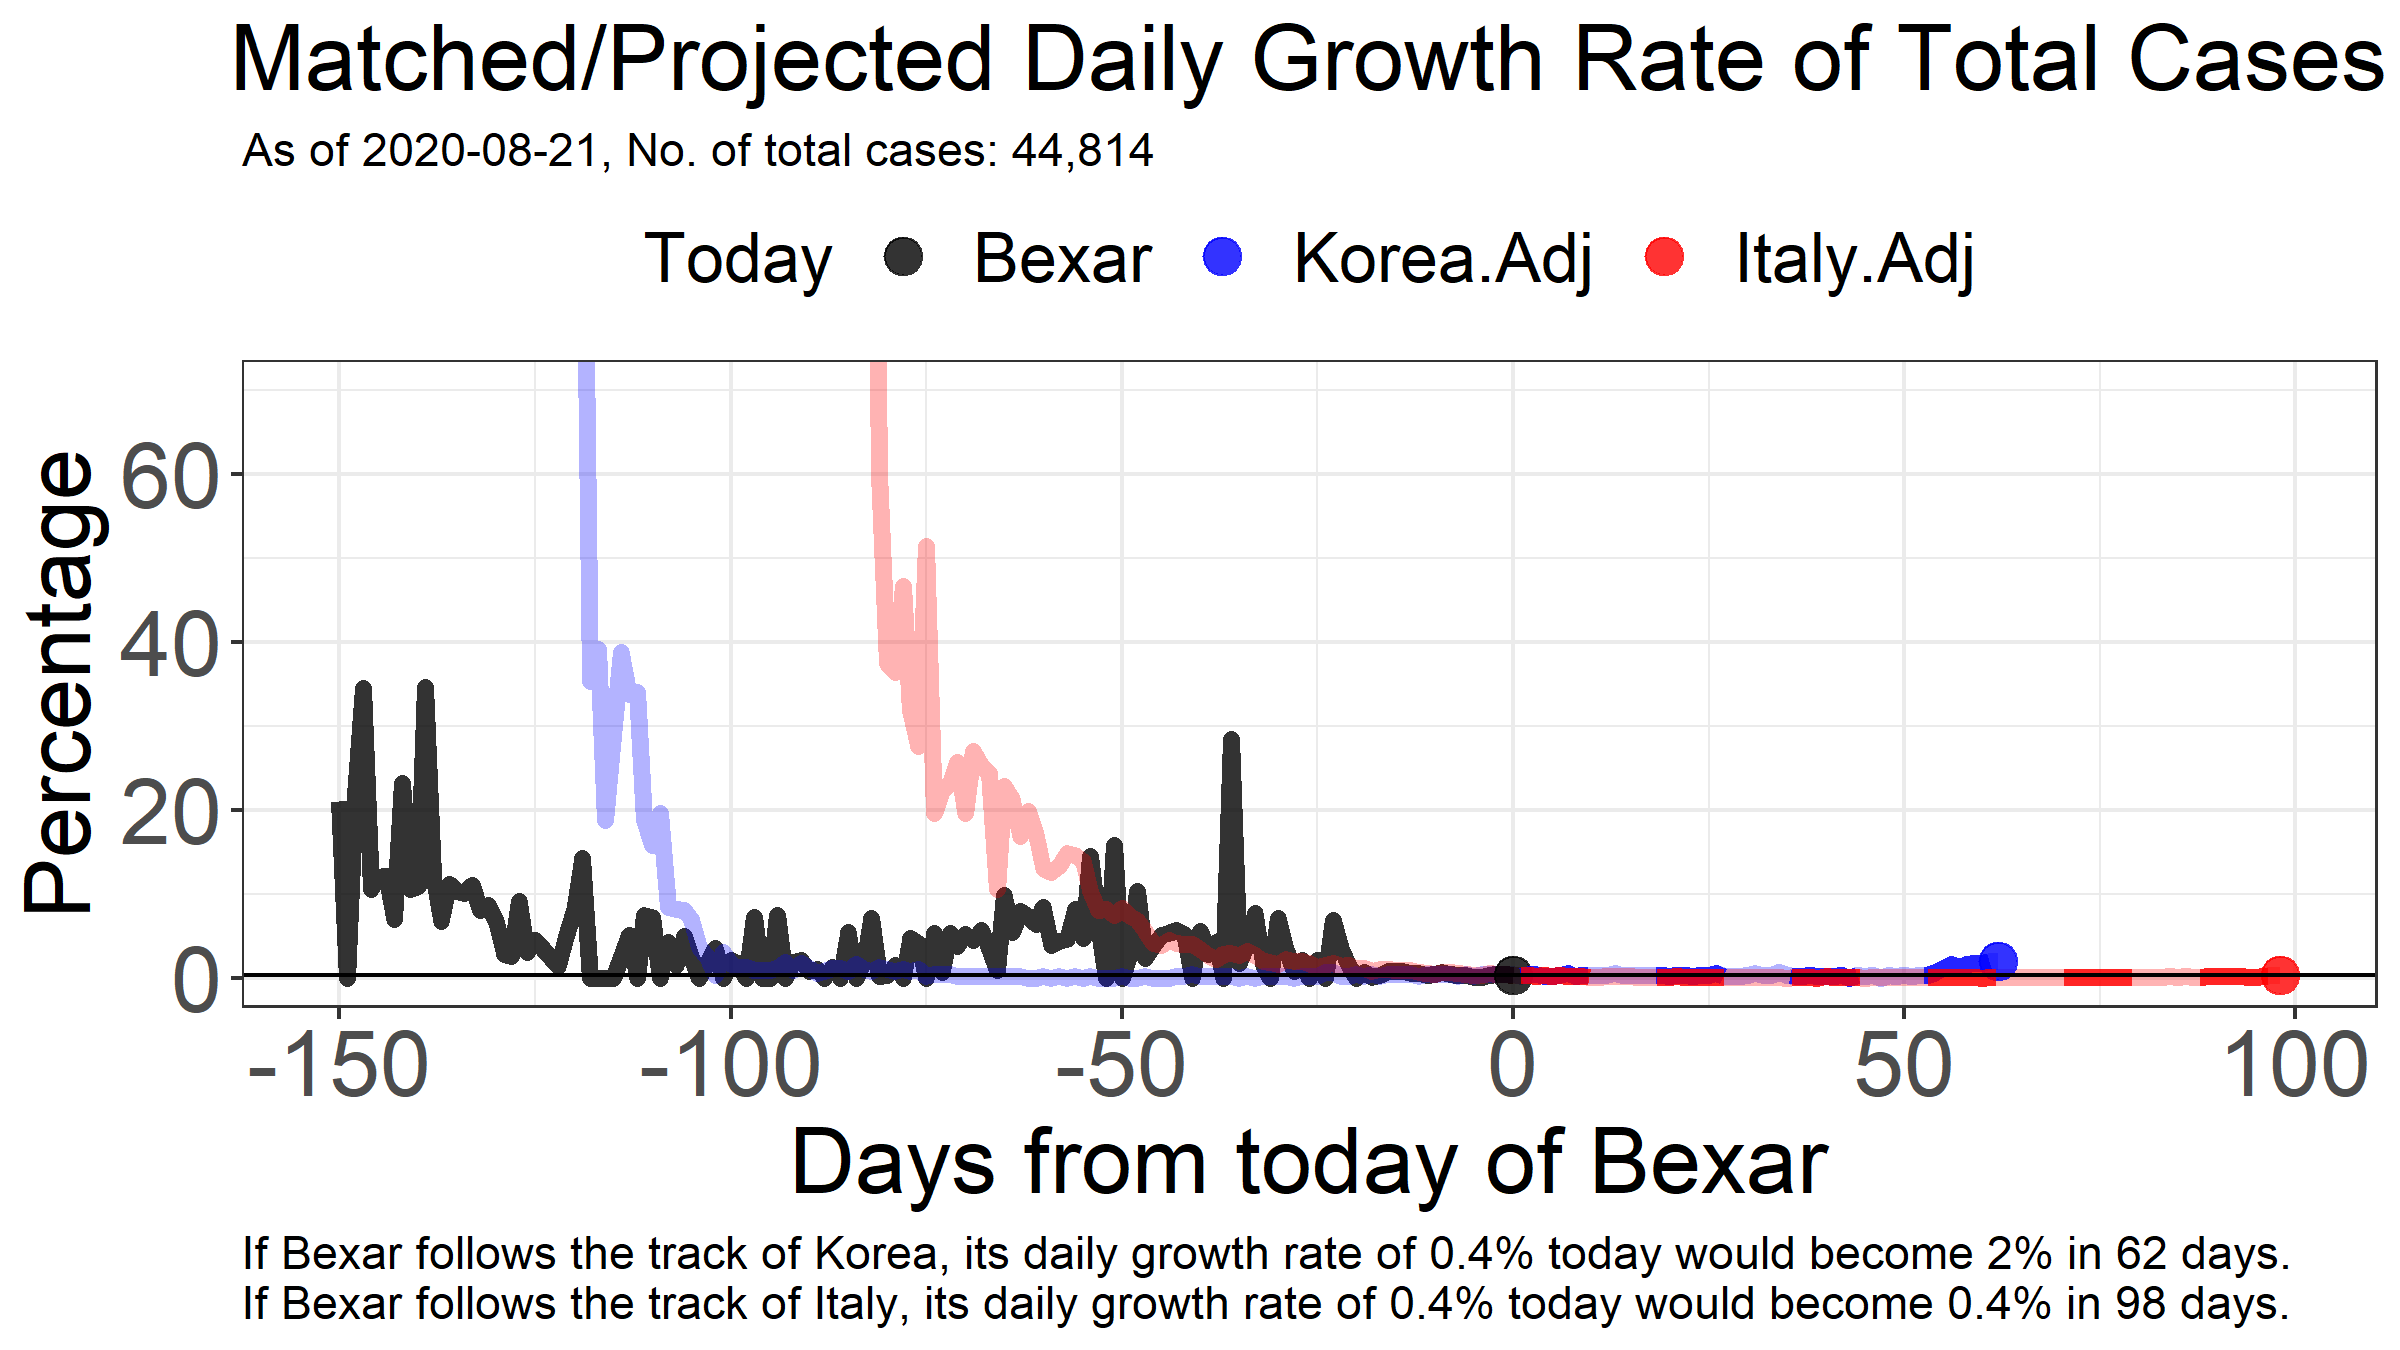 Matched/Projected Daily Growth Rate of Total Cases
As of 2020-08-21, No. of total cases: 44,814
Today Bexar Korea.Adj Italy.Adj
Percentage
60
40
20
0
-150 -100 -50 0 50 100
Days from today of Bexar
If Bexar follows the track of Korea, its daily growth rate of 0.4% today would become 2% in 62 days.
If Bexar follows the track of Italy, its daily growth rate of 0.4% today would become 0.4% in 98 days.